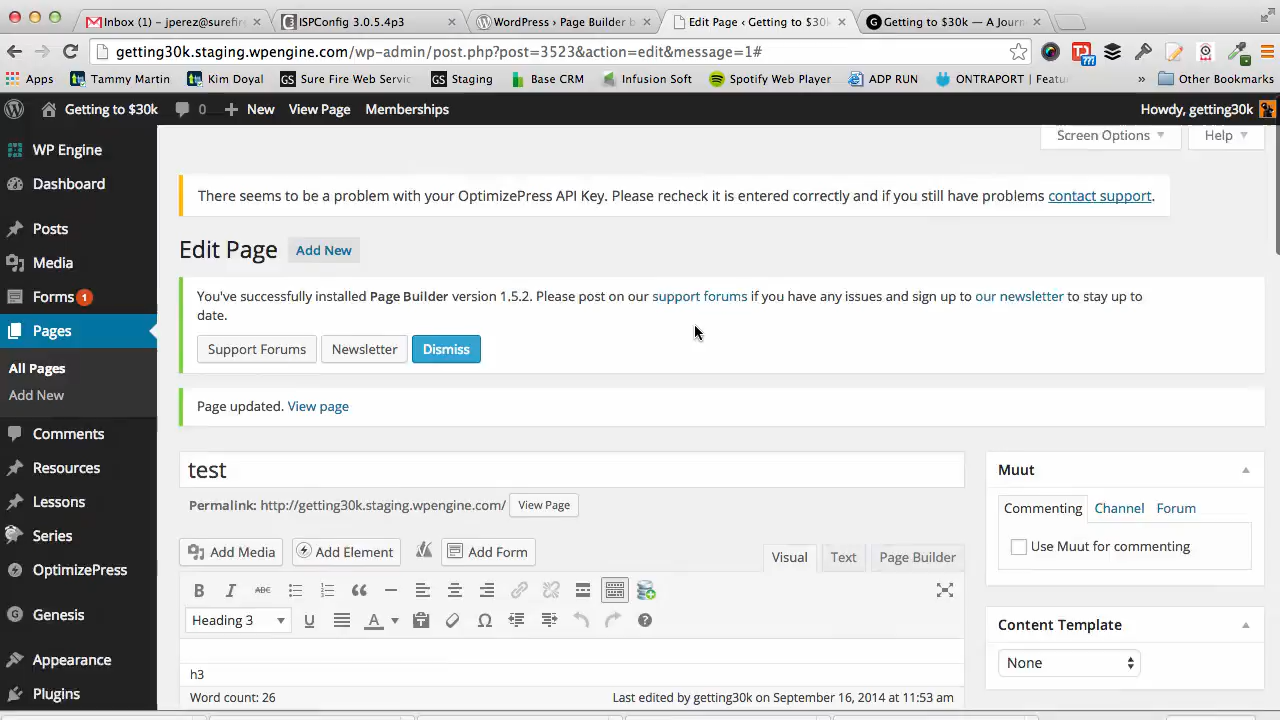 Inbox (1) - jperez@surefire
ISPConfig 3.0.5.4p3
WordPress › Page Builder b
Edit Page ‹ Getting to $30k
Getting to $30k — A Journ
getting30k.staging.wpengine.com/wp-admin/post.php?post=3523&action=edit&message=1#
Apps
Tammy Martin
Kim Doyal
Sure Fire Web Servic
Staging
Base CRM
Infusion Soft
Spotify Web Player
ADP RUN
ONTRAPORT | Featu
»
Other Bookmarks
Getting to $30k
0
+ New
View Page
Memberships
Howdy, getting30k
WP Engine
Dashboard
Posts
Media
Forms 1
Pages
All Pages
Add New
Comments
Resources
Lessons
Series
OptimizePress
Genesis
Appearance
Plugins
Screen Options
Help
There seems to be a problem with your OptimizePress API Key. Please recheck it is entered correctly and if you still have problems contact support.
Edit Page
Add New
You've successfully installed Page Builder version 1.5.2. Please post on our support forums if you have any issues and sign up to our newsletter to stay up to
date.
Support Forums
Newsletter
Dismiss
Page updated. View page
test
Permalink: http://getting30k.staging.wpengine.com/
View Page
Add Media
Add Element
Add Form
Visual
Text
Page Builder
B I ABC
Heading 3
U A Ω
h3
Word count: 26
Last edited by getting30k on September 16, 2014 at 11:53 am
Muut
Commenting
Channel
Forum
Use Muut for commenting
Content Template
None